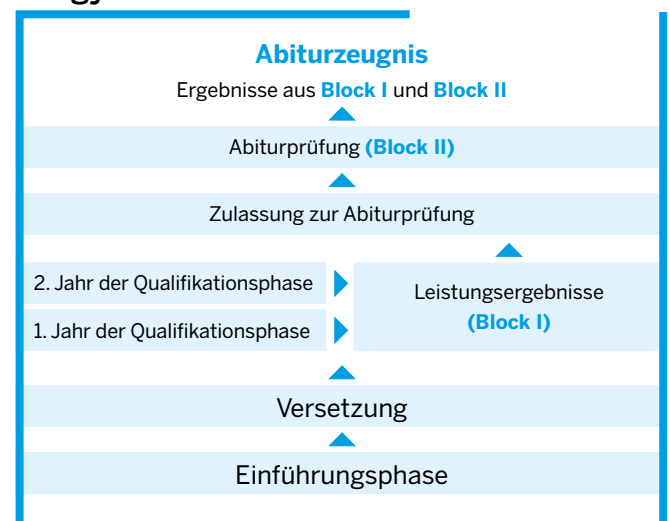 Abiturzeugnis
Ergebnisse aus Block I und Block II
Abiturprüfung (Block II)
Zulassung zur Abiturprüfung
2. Jahr der Qualifikationsphase
1. Jahr der Qualifikationsphase
Leistungsergebnisse
(Block I)
Versetzung
Einführungsphase